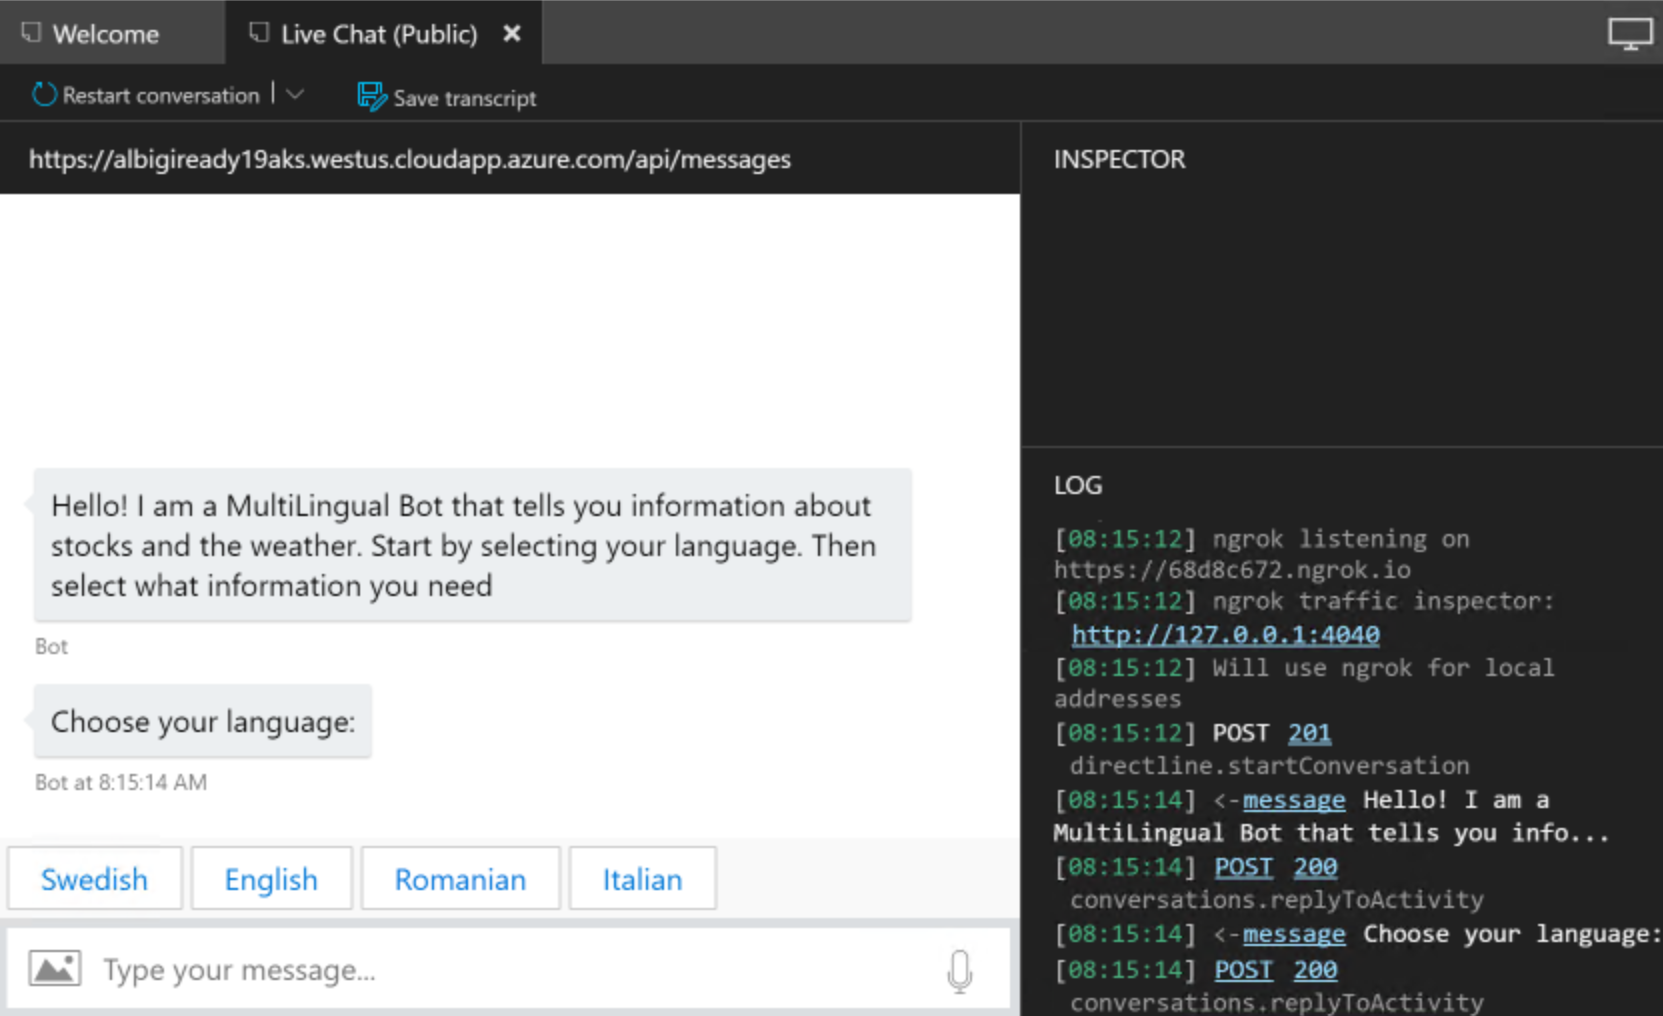 Welcome
Live Chat (Public)
Restart conversation
Save transcript
https://albigiready19aks.westus.cloudapp.azure.com/api/messages
Hello! I am a MultiLingual Bot that tells you information about
stocks and the weather. Start by selecting your language. Then
select what information you need
Bot
Choose your language:
Bot at 8:15:14 AM
Swedish English Romanian Italian
Type your message...
INSPECTOR
LOG
[08:15:12] ngrok listening on
https://68d8c672.ngrok.io
[08:15:12] ngrok traffic inspector:
http://127.0.0.1:4040
[08:15:12] Will use ngrok for local
addresses
[08:15:12] POST 201
directline.startConversation
[08:15:14] <-message Hello! I am a
MultiLingual Bot that tells you info...
[08:15:14] POST 200
conversations.replyToActivity
[08:15:14] <-message Choose your language:
[08:15:14] POST 200
conversations.replyToActivity